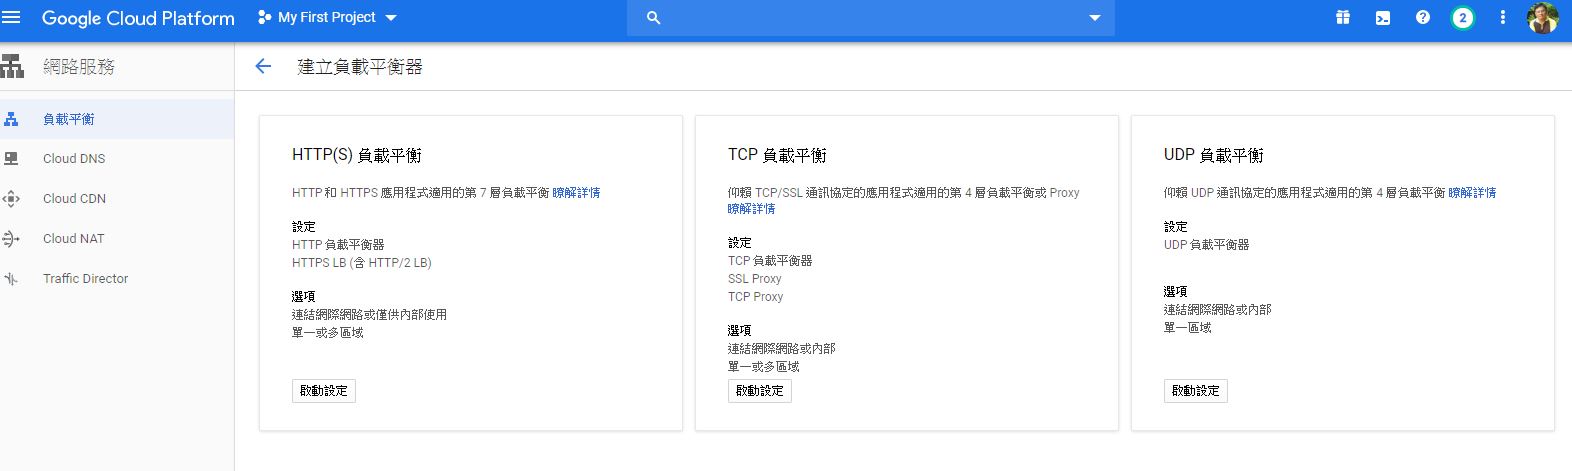 Google Cloud Platform
My First Project
2
網路服務
建立負載平衡器
負載平衡
Cloud DNS
Cloud CDN
Cloud NAT
Traffic Director
HTTP(S) 負載平衡
HTTP 和 HTTPS 應用程式適用的第 7 層負載平衡 瞭解詳情
設定
HTTP 負載平衡器
HTTPS LB (含 HTTP/2 LB)
選項
連結網際網路或僅供內部使用
單一或多區域
啟動設定
TCP 負載平衡
仰賴 TCP/SSL 通訊協定的應用程式適用的第 4 層負載平衡或 Proxy
瞭解詳情
設定
TCP 負載平衡器
SSL Proxy
TCP Proxy
選項
連結網際網路或內部
單一或多區域
啟動設定
UDP 負載平衡
仰賴 UDP 通訊協定的應用程式適用的第 4 層負載平衡 瞭解詳情
設定
UDP 負載平衡器
選項
連結網際網路或內部
單一區域
啟動設定